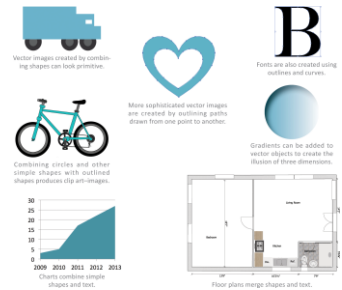 Vector images created by combin-
ing shapes can look primitive.
B
Fonts are also created using
outlines and curves.
More sophisticated vector images
are created by outlining paths
drawn from one point to another.
Combining circles and other
simple shapes with outlined
shapes produces clip art–images.
Gradients can be added to
vector objects to create the
illusion of three dimensions.
30
25
20
15
10
5
0
2009 2010 2011 2012 2013
Charts combine simple
shapes and text.
Living Room
Bedroom
Kitchen
Floor plans merge shapes and text.